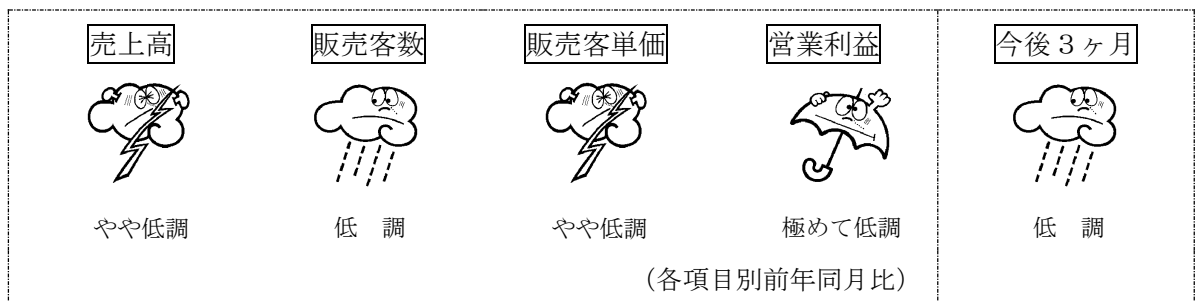 売上高 販売客数 販売客単価 営業利益 今後３ヶ月
やや低調 低　調 やや低調 極めて低調 低　調
（各項目別前年同月比）